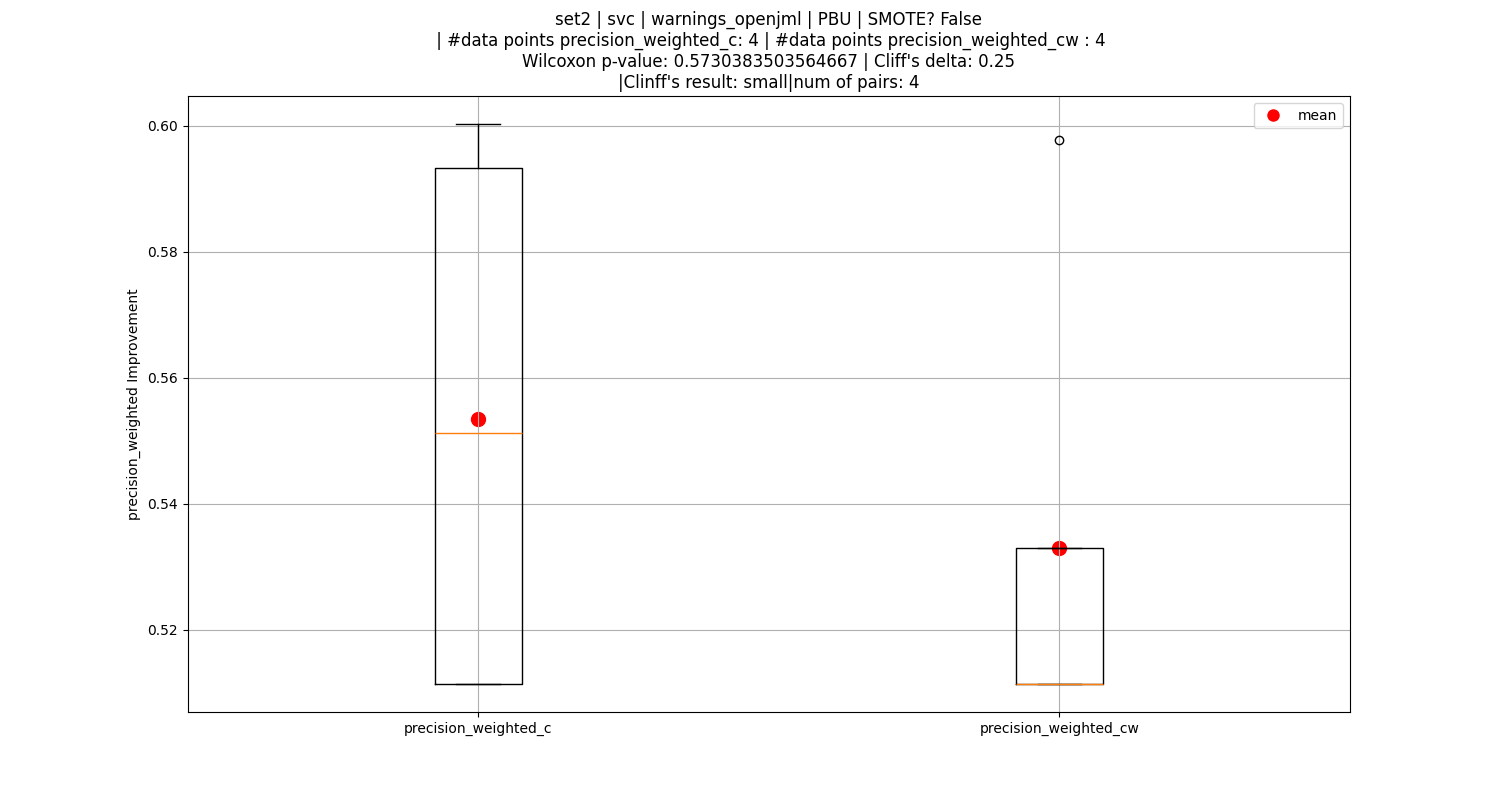 set2 | svc | warnings_openjml | PBU | SMOTE? False
| #data points precision_weighted_c: 4 | #data points precision_weighted_cw : 4
Wilcoxon p-value: 0.5730383503564667 | Cliff's delta: 0.25
|Clinff's result: small|num of pairs: 4
mean
0.60
0.58
0.56
0.54
0.52
precision_weighted Improvement
precision_weighted_c
precision_weighted_cw